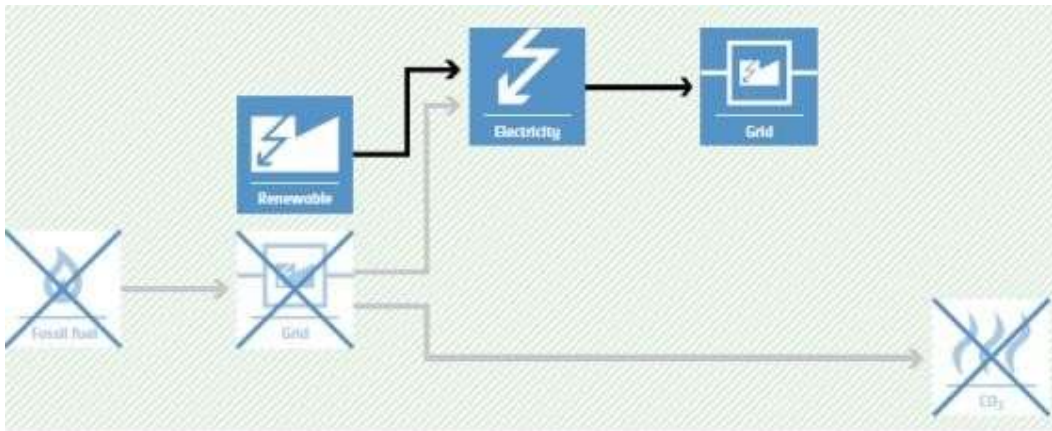 Electricity
Grid
Renewable
Fossil fuel
Grid
CO₂